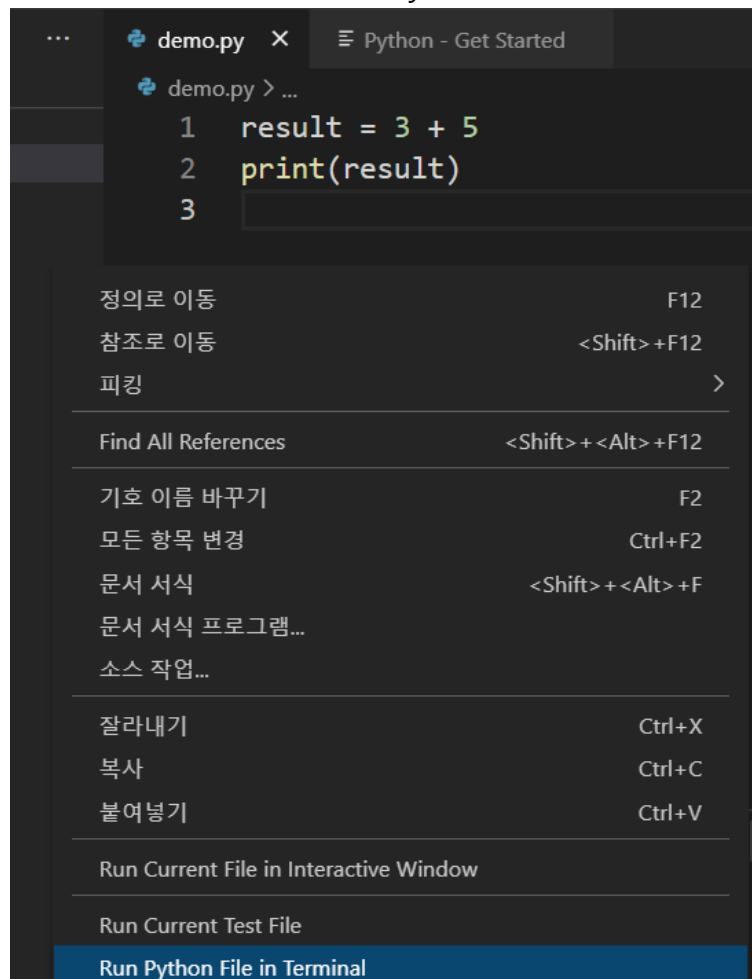 ... demo.py × Python - Get Started
demo.py > ...
1 result = 3 + 5
2 print(result)
3
정의로 이동 F12
참조로 이동 <Shift>+F12
피킹 >
Find All References <Shift>+<Alt>+F12
기호 이름 바꾸기 F2
모든 항목 변경 Ctrl+F2
문서 서식 <Shift>+<Alt>+F
문서 서식 프로그램...
소스 작업...
잘라내기 Ctrl+X
복사 Ctrl+C
붙여넣기 Ctrl+V
Run Current File in Interactive Window
Run Current Test File
Run Python File in Terminal